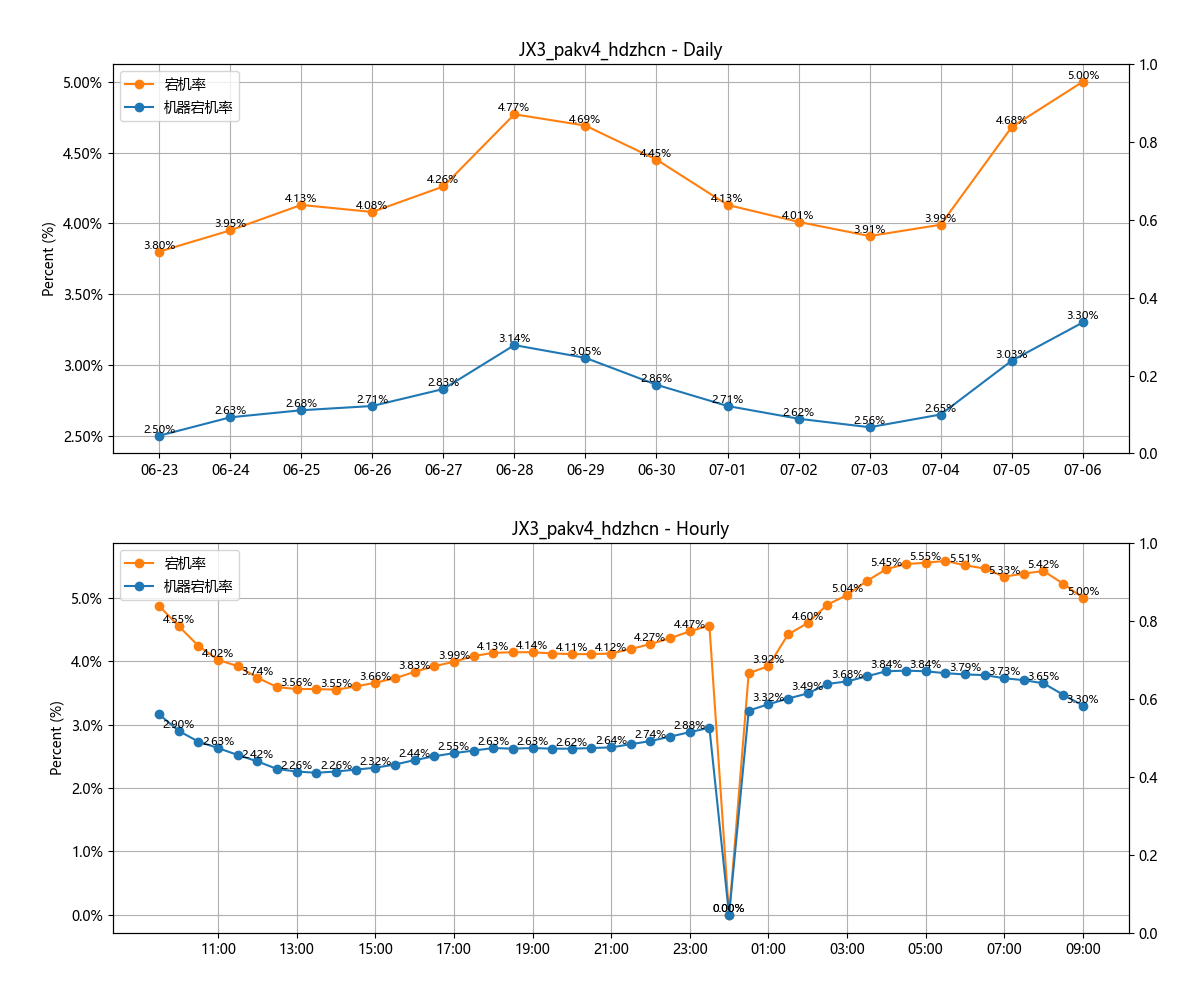 JX3_pakv4_hdzhcn - Daily
宕机率
机器宕机率
Percent (%)
5.00%
4.50%
4.00%
3.50%
3.00%
2.50%
1.0
0.8
0.6
0.4
0.2
0.0
3.80% 3.95% 4.13% 4.08% 4.26% 4.77% 4.69% 4.45% 4.13% 4.01% 3.91% 3.99% 4.68% 5.00%
2.50% 2.63% 2.68% 2.71% 2.83% 3.14% 3.05% 2.86% 2.71% 2.62% 2.56% 2.65% 3.03% 3.30%
06-23 06-24 06-25 06-26 06-27 06-28 06-29 06-30 07-01 07-02 07-03 07-04 07-05 07-06
JX3_pakv4_hdzhcn - Hourly
宕机率
机器宕机率
Percent (%)
5.0%
4.0%
3.0%
2.0%
1.0%
0.0%
1.0
0.8
0.6
0.4
0.2
0.0
4.55% 4.02% 3.74% 3.56% 3.55% 3.66% 3.83% 3.99% 4.13% 4.14% 4.11% 4.12% 4.27% 4.47% 0.00% 3.92% 4.60% 5.04% 5.45% 5.55% 5.51% 5.33% 5.42% 5.00%
2.90% 2.63% 2.42% 2.26% 2.26% 2.32% 2.44% 2.55% 2.63% 2.63% 2.62% 2.64% 2.74% 2.88% 0.00% 3.32% 3.49% 3.68% 3.84% 3.84% 3.79% 3.73% 3.65% 3.30%
11:00 13:00 15:00 17:00 19:00 21:00 23:00 01:00 03:00 05:00 07:00 09:00